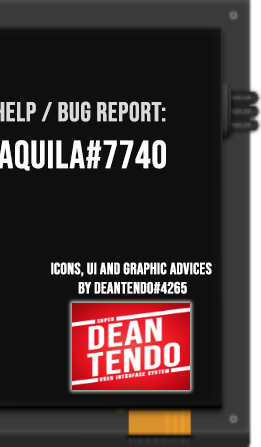 HELP / BUG REPORT:
AQUILA#7740
ICONS, UI AND GRAPHIC ADVICES
BY DEANTENDO#4265
SUPER
DEAN
TENDO
USER INTERFACE SYSTEM